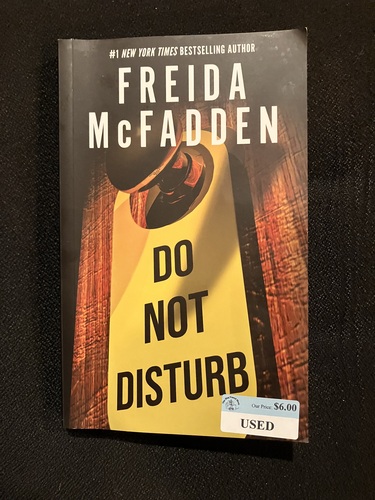 #1 NEW YORK TIMES BESTSELLING AUTHOR
FREIDA
McFADDEN
DO
NOT
DISTURB
Our Price: $6.00
USED